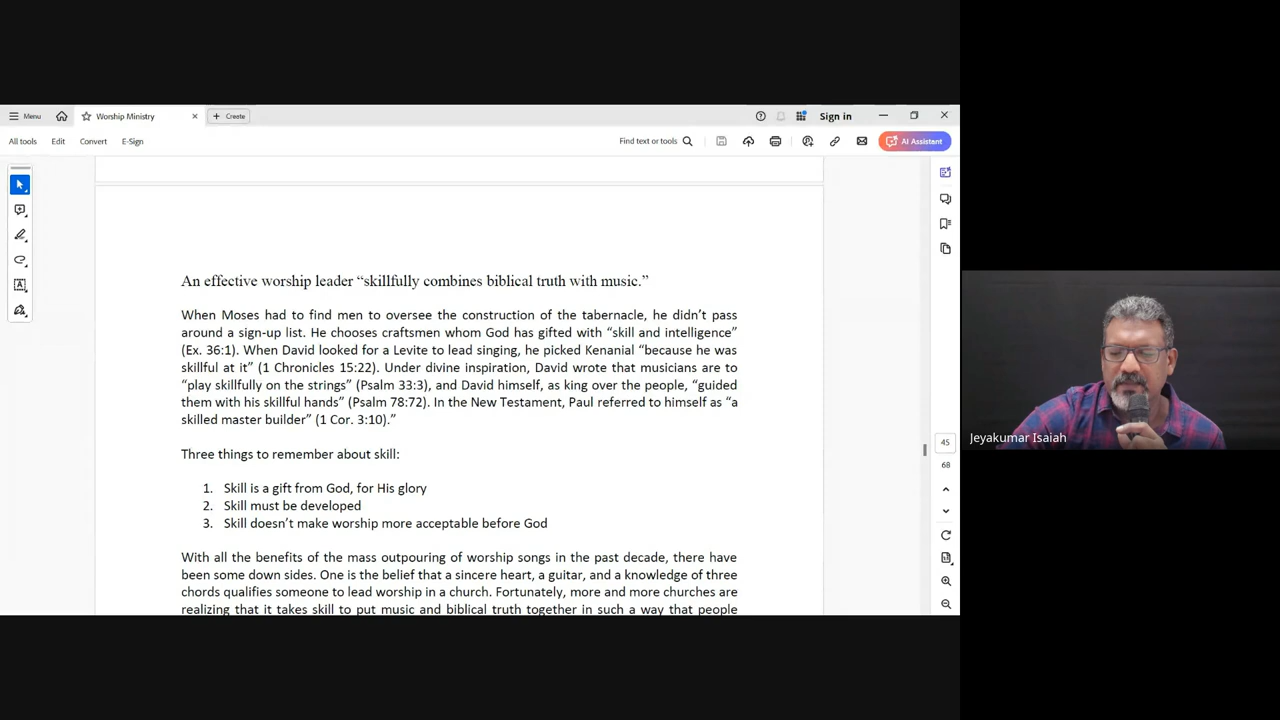 Menu
Worship Ministry
Create
Sign in
All tools
Edit
Convert
E-Sign
Find text or tools
AI Assistant
An effective worship leader “skillfully combines biblical truth with music.”
When Moses had to find men to oversee the construction of the tabernacle, he didn’t pass
around a sign-up list. He chooses craftsmen whom God has gifted with “skill and intelligence”
(Ex. 36:1). When David looked for a Levite to lead singing, he picked Kenanial “because he was
skillful at it” (1 Chronicles 15:22). Under divine inspiration, David wrote that musicians are to
“play skillfully on the strings” (Psalm 33:3), and David himself, as king over the people, “guided
them with his skillful hands” (Psalm 78:72). In the New Testament, Paul referred to himself as “a
skilled master builder” (1 Cor. 3:10).”
Three things to remember about skill:
1. Skill is a gift from God, for His glory
2. Skill must be developed
3. Skill doesn’t make worship more acceptable before God
With all the benefits of the mass outpouring of worship songs in the past decade, there have
been some down sides. One is the belief that a sincere heart, a guitar, and a knowledge of three
chords qualifies someone to lead worship in a church. Fortunately, more and more churches are
realizing that it takes skill to put music and biblical truth together in such a way that people
45
68
Jeyakumar Isaiah